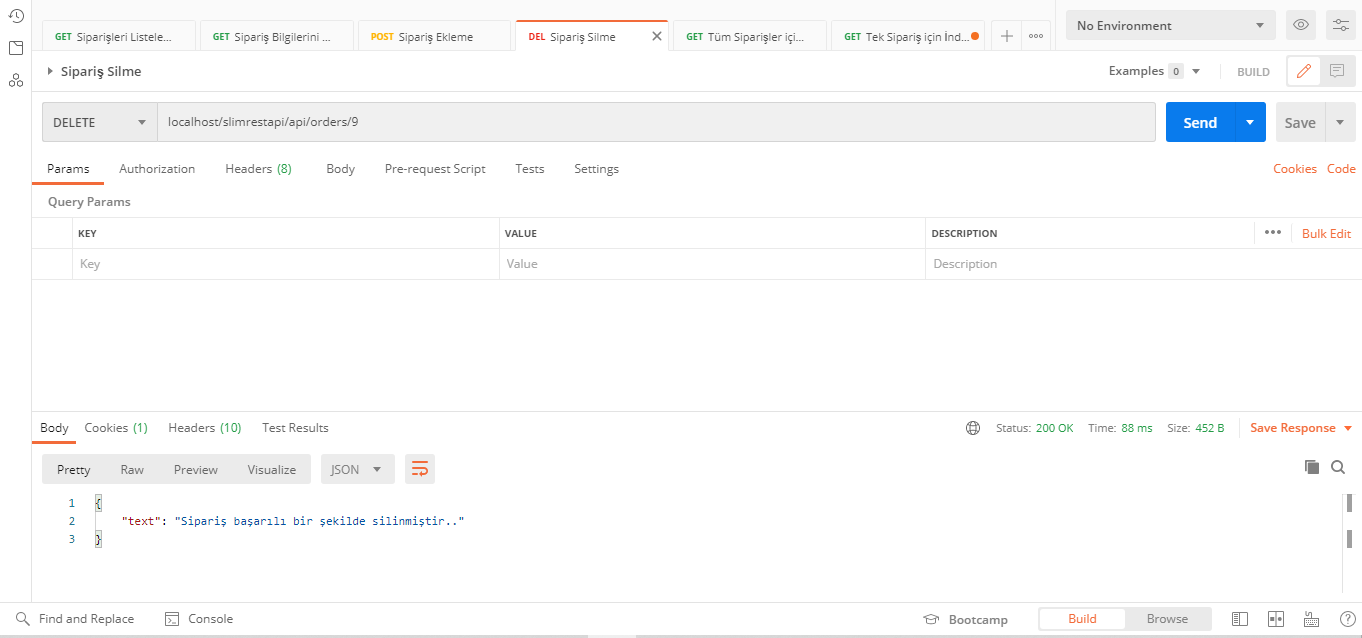 GET Siparişleri Listele...
GET Sipariş Bilgilerini ...
POST Sipariş Ekleme
DEL Sipariş Silme
GET Tüm Siparişler içi...
GET Tek Sipariş için İnd...
No Environment
Sipariş Silme
Examples 0
BUILD
DELETE
localhost/slimrestapi/api/orders/9
Send
Save
Params
Authorization
Headers (8)
Body
Pre-request Script
Tests
Settings
Cookies
Code
Query Params
KEY
VALUE
DESCRIPTION
Bulk Edit
Key
Value
Description
Body
Cookies (1)
Headers (10)
Test Results
Status: 200 OK
Time: 88 ms
Size: 452 B
Save Response
Pretty
Raw
Preview
Visualize
JSON
1 {
2 "text": "Sipariş başarılı bir şekilde silinmiştir.."
3 }
Find and Replace
Console
Bootcamp
Build
Browse